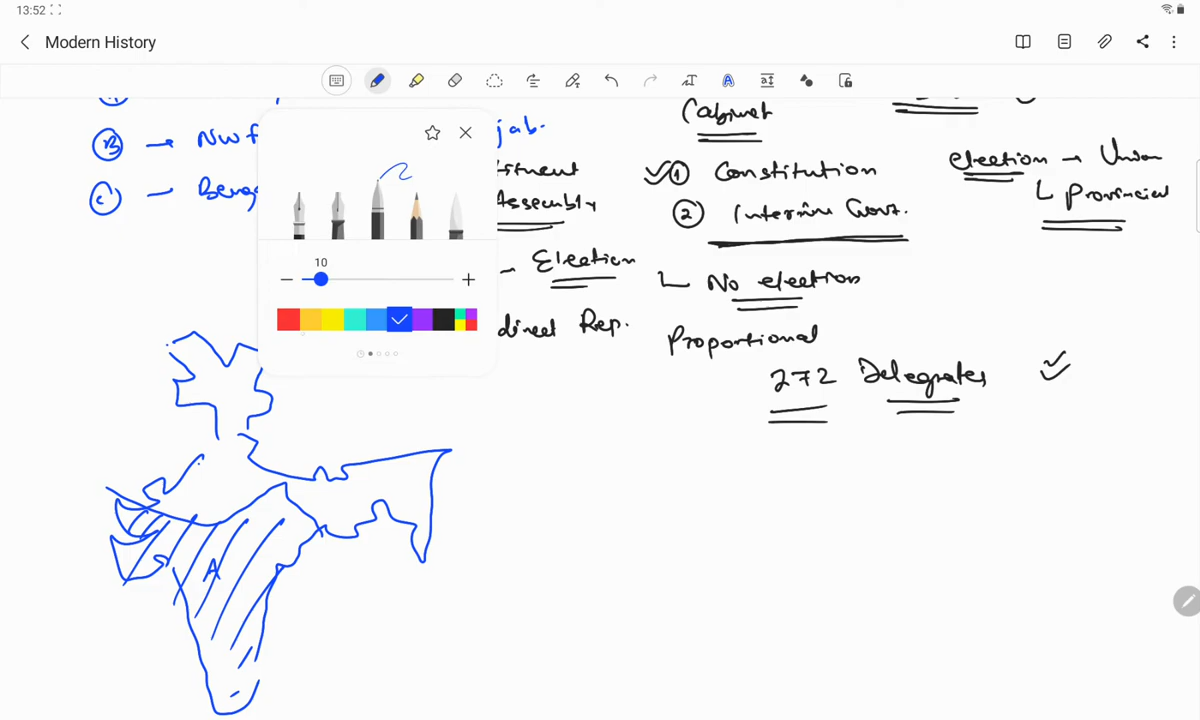 13:52
Modern History
Cabinet
B → NWF jab.
C - Beng
stituent
Assembly
- Election
direct Rep.
10
① Constitution
② Interim Govt.
No election
Proportional
272 Delegates
election → Union
Provincial
A